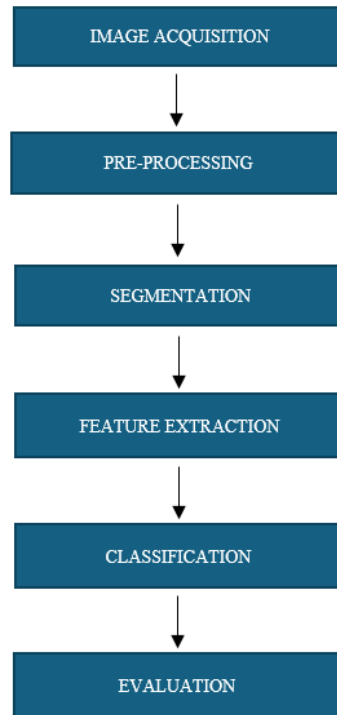 IMAGE ACQUISITION
PRE-PROCESSING
SEGMENTATION
FEATURE EXTRACTION
CLASSIFICATION
EVALUATION